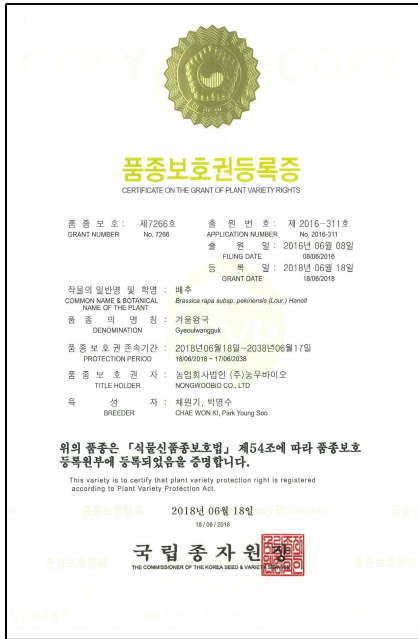 품종보호권등록증
CERTIFICATE ON THE GRANT OF PLANT VARIETY RIGHTS
품 종 보 호 : 제7266호
GRANT NUMBER No. 7266
출 원 번 호 : 제 2016-311호
APPLICATION NUMBER No. 2016-311
출 원 일 : 2016년 06월 08일
FILING DATE 08/06/2016
등 록 일 : 2018년 06월 18일
GRANT DATE 18/06/2018
작물의 일반명 및 학명 : 배추
COMMON NAME & BOTANICAL NAME OF THE PLANT Brassica rapa subsp. pekinensis (Lour.) Hanelt
품 종 의 명 칭 : 겨울왕국
DENOMINATION Gyeoulwangguk
품 종 보 호 권 존속기간 : 2018년06월18일~2038년06월17일
PROTECTION PERIOD 18/06/2018 ~ 17/06/2038
품 종 보 호 권 자 : 농업회사법인 (주)농우바이오
TITLE HOLDER NONGWOOBIO CO., LTD
육 성 자 : 채원기, 박영수
BREEDER CHAE WON KI, Park Young Soo
위의 품종은 「식물신품종보호법」 제54조에 따라 품종보호
등록원부에 등록되었음을 증명합니다.
This variety is to certify that plant variety protection right is registered
according to Plant Variety Protection Act.
2018년 06월 18일
18 / 06 / 2018
국립종자원장
THE COMMISSIONER OF THE KOREA SEED & VARIETY SERVICE